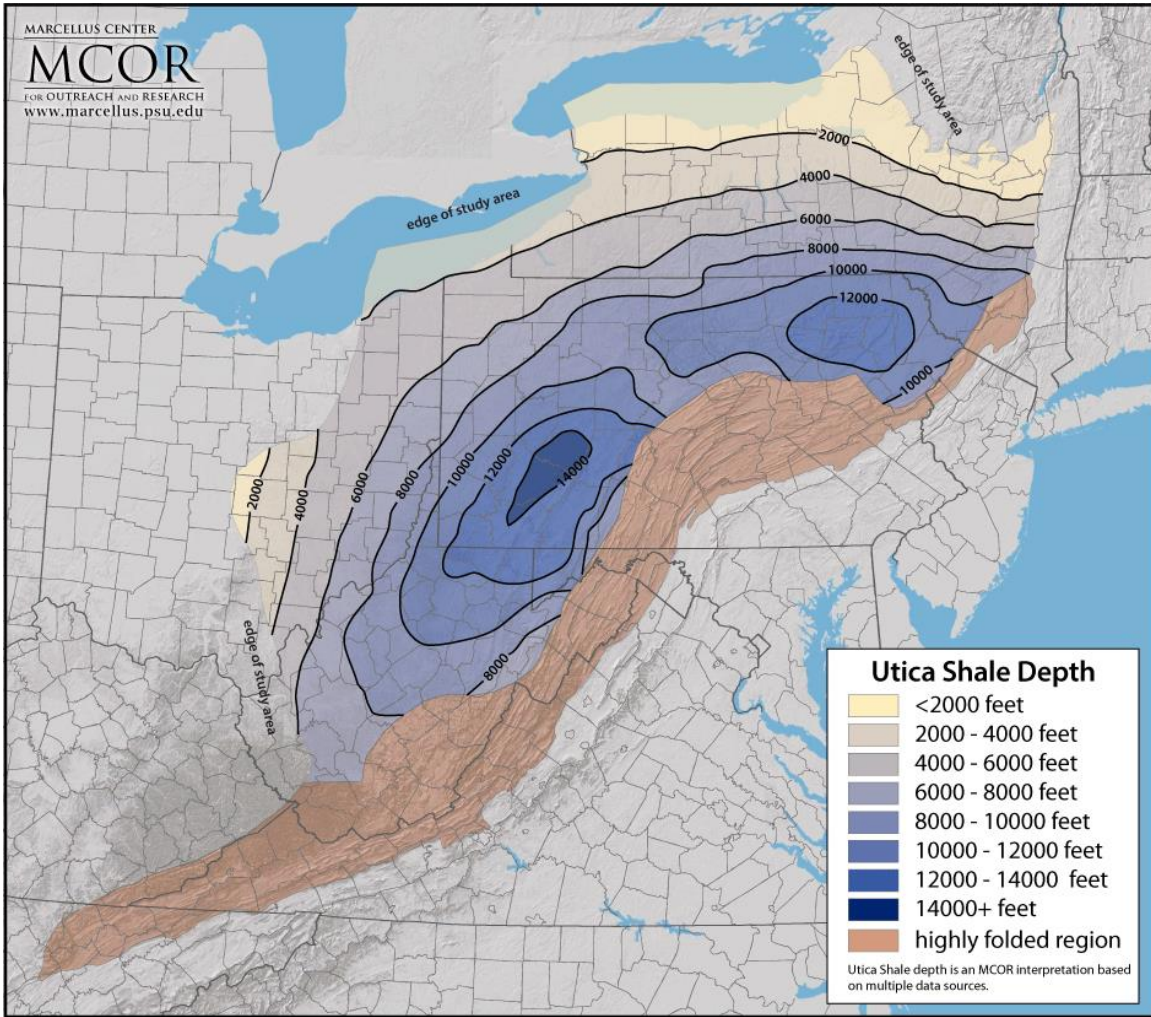 MARCELLUS CENTER
MCOR
FOR OUTREACH AND RESEARCH
www.marcellus.psu.edu
edge of study area
2000
4000
6000
8000
10000
12000
edge of study area
10000
14000
12000
10000
8000
6000
4000
2000
8000
edge of study area
Utica Shale Depth
<2000 feet
2000 - 4000 feet
4000 - 6000 feet
6000 - 8000 feet
8000 - 10000 feet
10000 - 12000 feet
12000 - 14000 feet
14000+ feet
highly folded region
Utica Shale depth is an MCOR interpretation based
on multiple data sources.